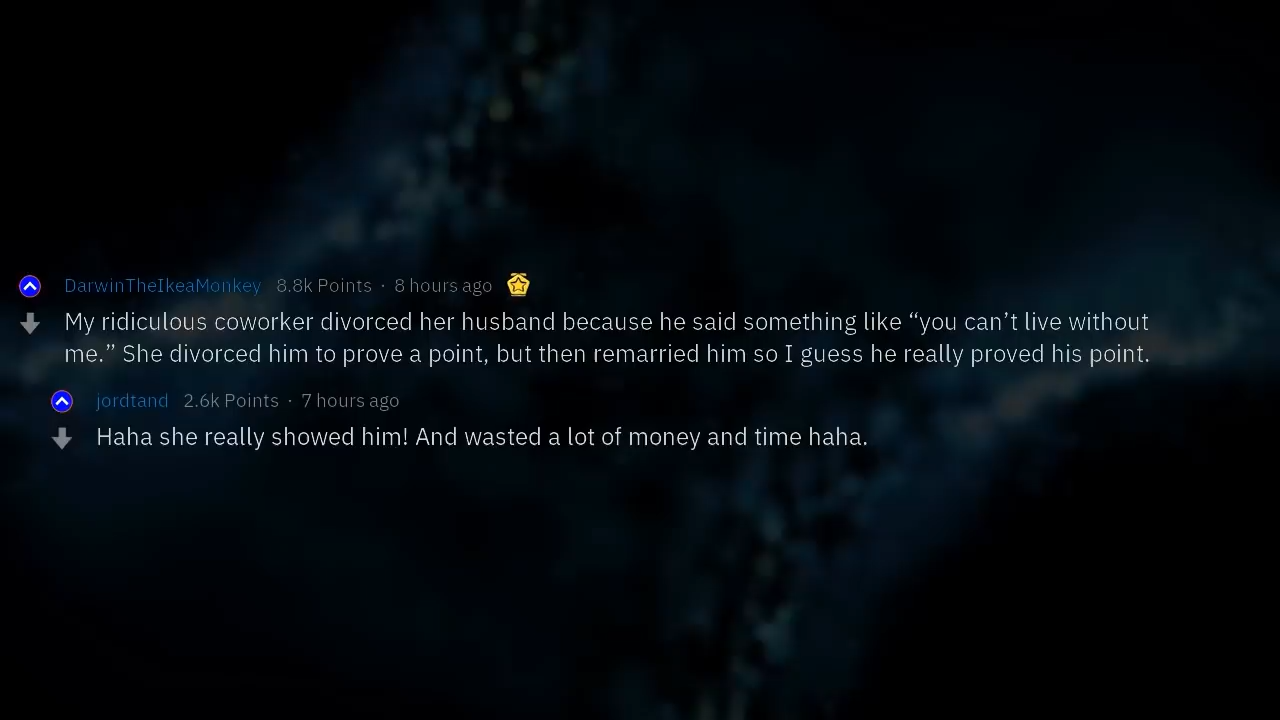 DarwinTheIkeaMonkey 8.8k Points · 8 hours ago
My ridiculous coworker divorced her husband because he said something like “you can’t live without
me.” She divorced him to prove a point, but then remarried him so I guess he really proved his point.
jordtand 2.6k Points · 7 hours ago
Haha she really showed him! And wasted a lot of money and time haha.